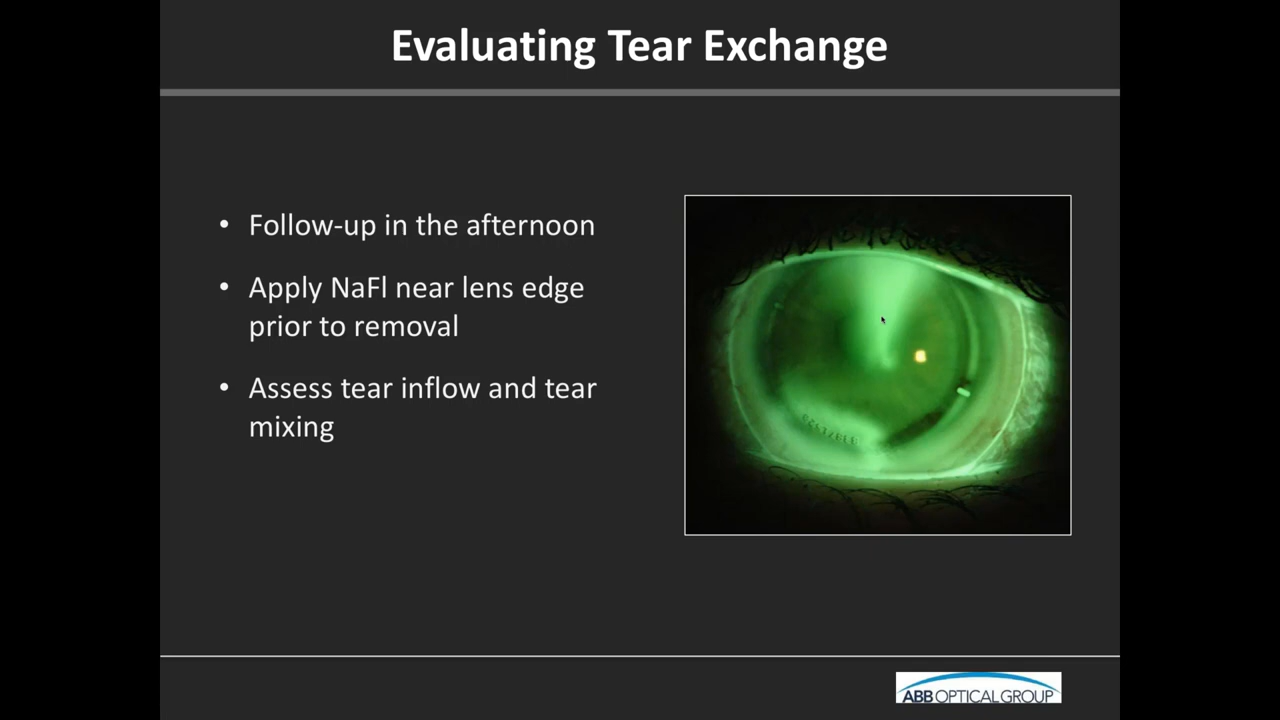 Evaluating Tear Exchange
• Follow-up in the afternoon
• Apply NaFl near lens edge
prior to removal
• Assess tear inflow and tear
mixing
ABB OPTICAL GROUP